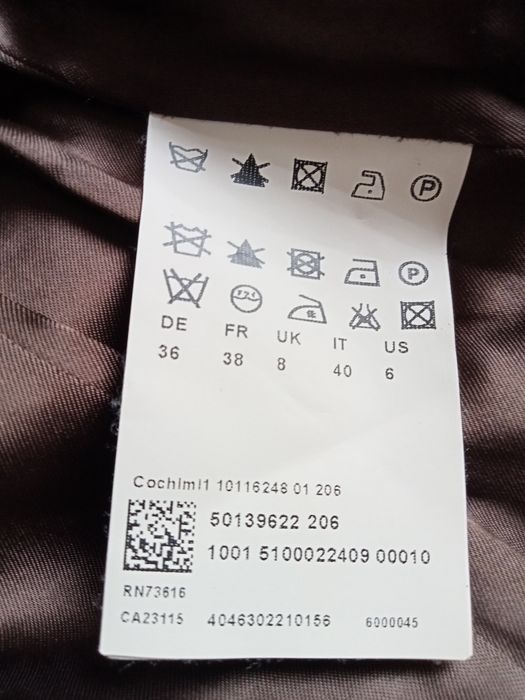 P
P
DE FR UK IT US
36 38 8 40 6
Cochimi1 10116248 01 206
50139622 206
1001 5100022409 00010
RN73616
CA23115 4046302210156 6000045